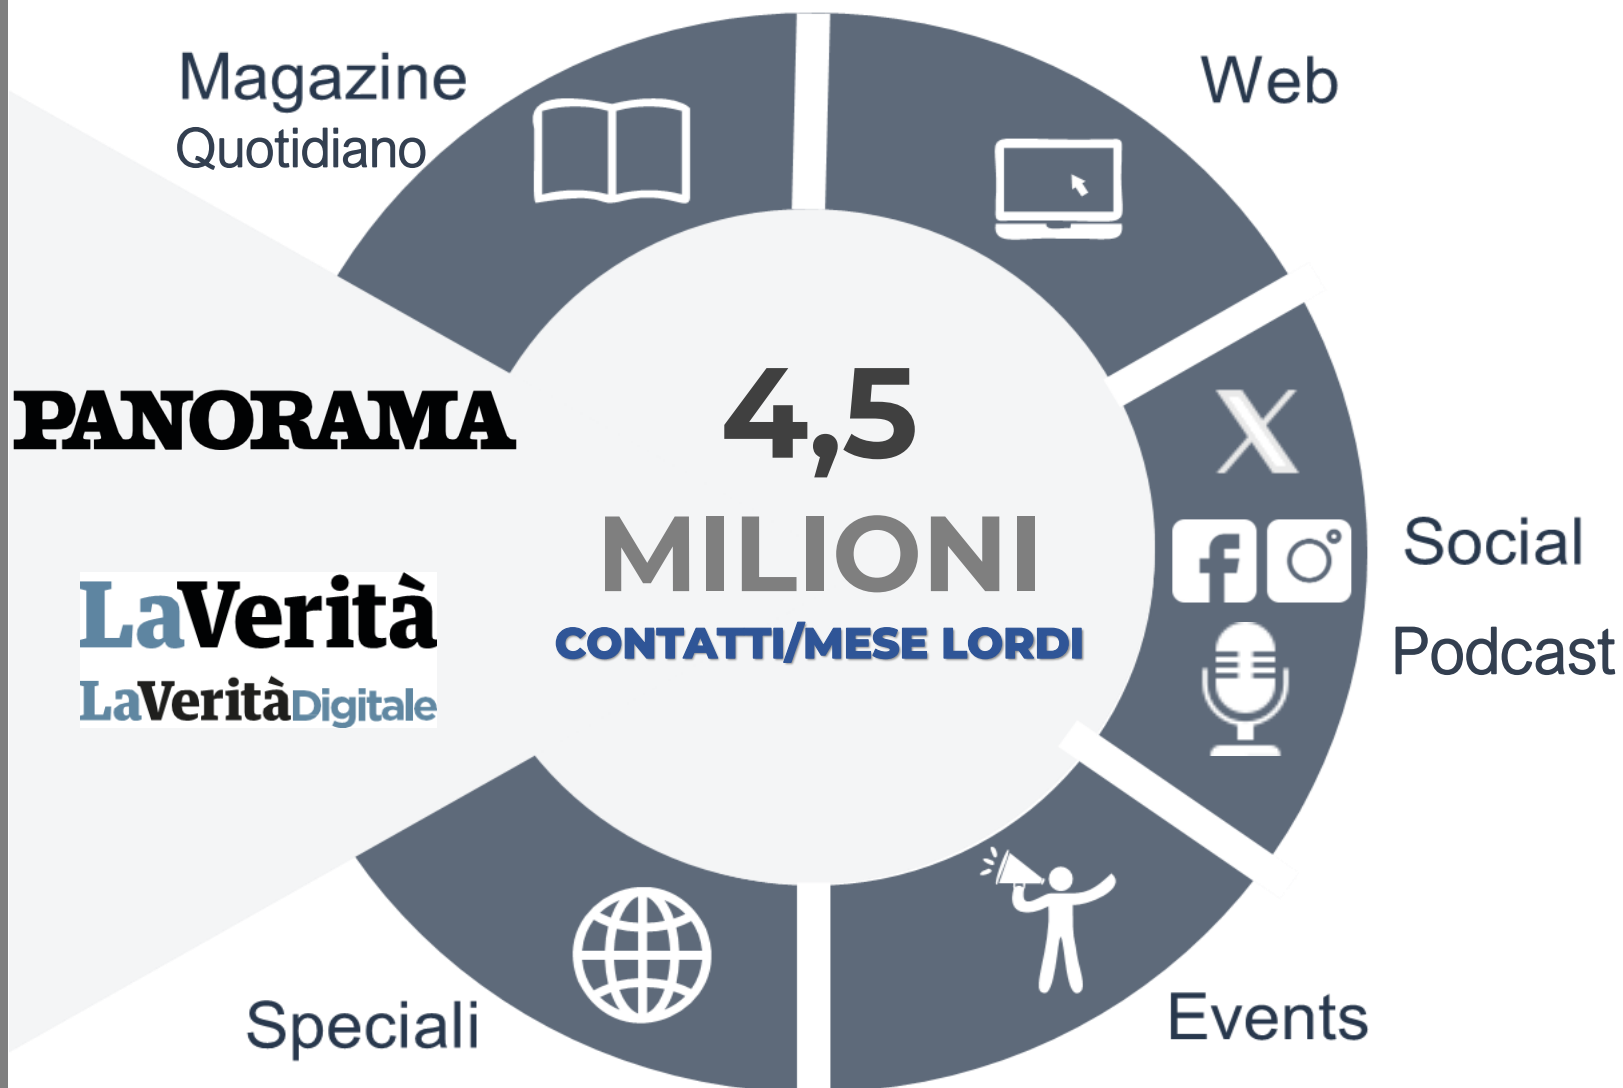 Magazine
Quotidiano
Web
PANORAMA
LaVerità
LaVeritàDigitale
4,5
MILIONI
CONTATTI/MESE LORDI
Social
Podcast
Speciali
Events